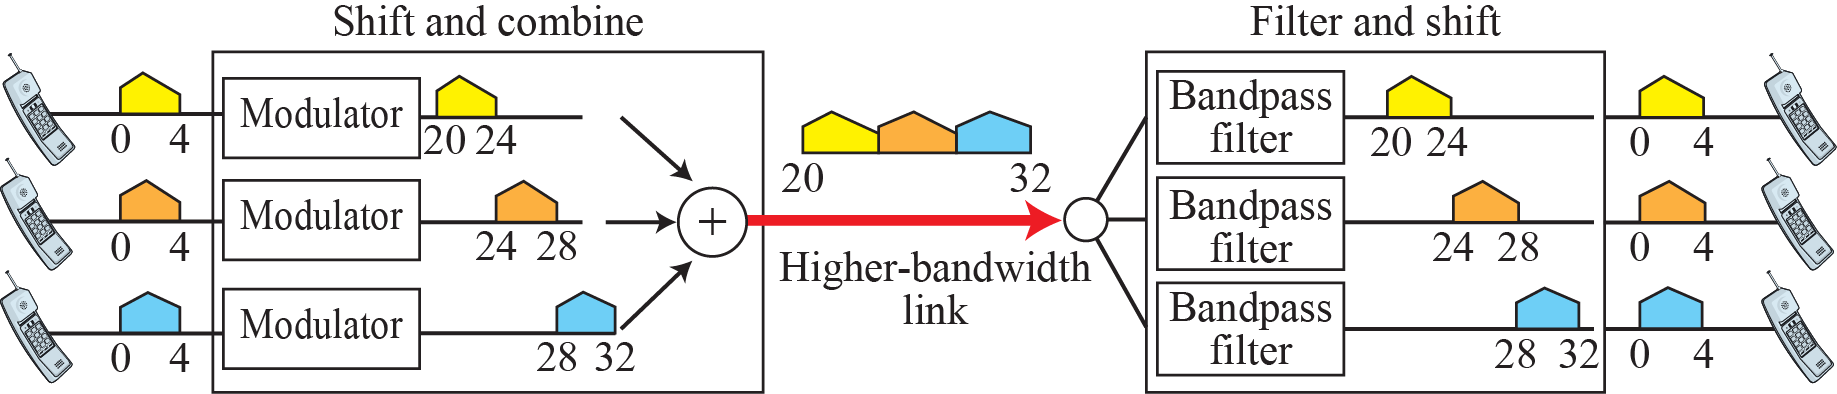 Shift and combine
Filter and shift
0 4
Modulator
20 24
0 4
Modulator
24 28
0 4
Modulator
28 32
+
20 32
Higher-bandwidth
link
Bandpass
filter
20 24
0 4
Bandpass
filter
24 28
0 4
Bandpass
filter
28 32
0 4